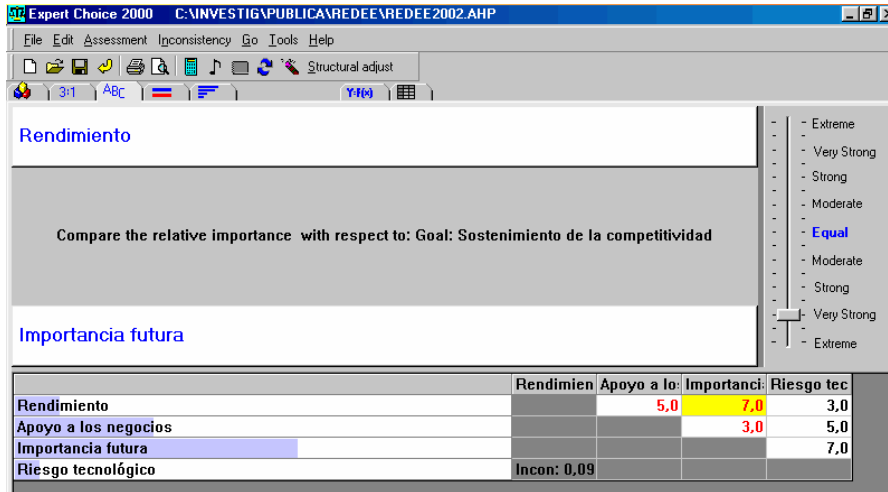 Expert Choice 2000 C:\INVESTIG\PUBLICA\REDEE\REDEE2002.AHP
File Edit Assessment Inconsistency Go Tools Help
Structural adjust
3:1 ABC Y:F(x)
Rendimiento
Compare the relative importance with respect to: Goal: Sostenimiento de la competitividad
Importancia futura
Extreme
Very Strong
Strong
Moderate
Equal
Moderate
Strong
Very Strong
Extreme
Rendimien Apoyo a lo Importanci Riesgo tec
Rendimiento 5,0 7,0 3,0
Apoyo a los negocios 3,0 5,0
Importancia futura 7,0
Riesgo tecnológico Incon: 0,09